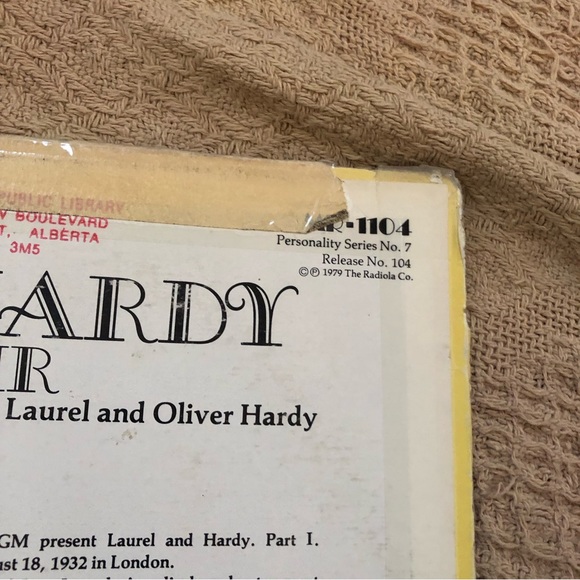 PUBLIC LIBRARY
BOULEVARD
T, ALBERTA
3M5
R-1104
Personality Series No. 7
Release No. 104
©℗ 1979 The Radiola Co.
HARDY
IR
Laurel and Oliver Hardy
GM present Laurel and Hardy. Part I.
ust 18, 1932 in London.